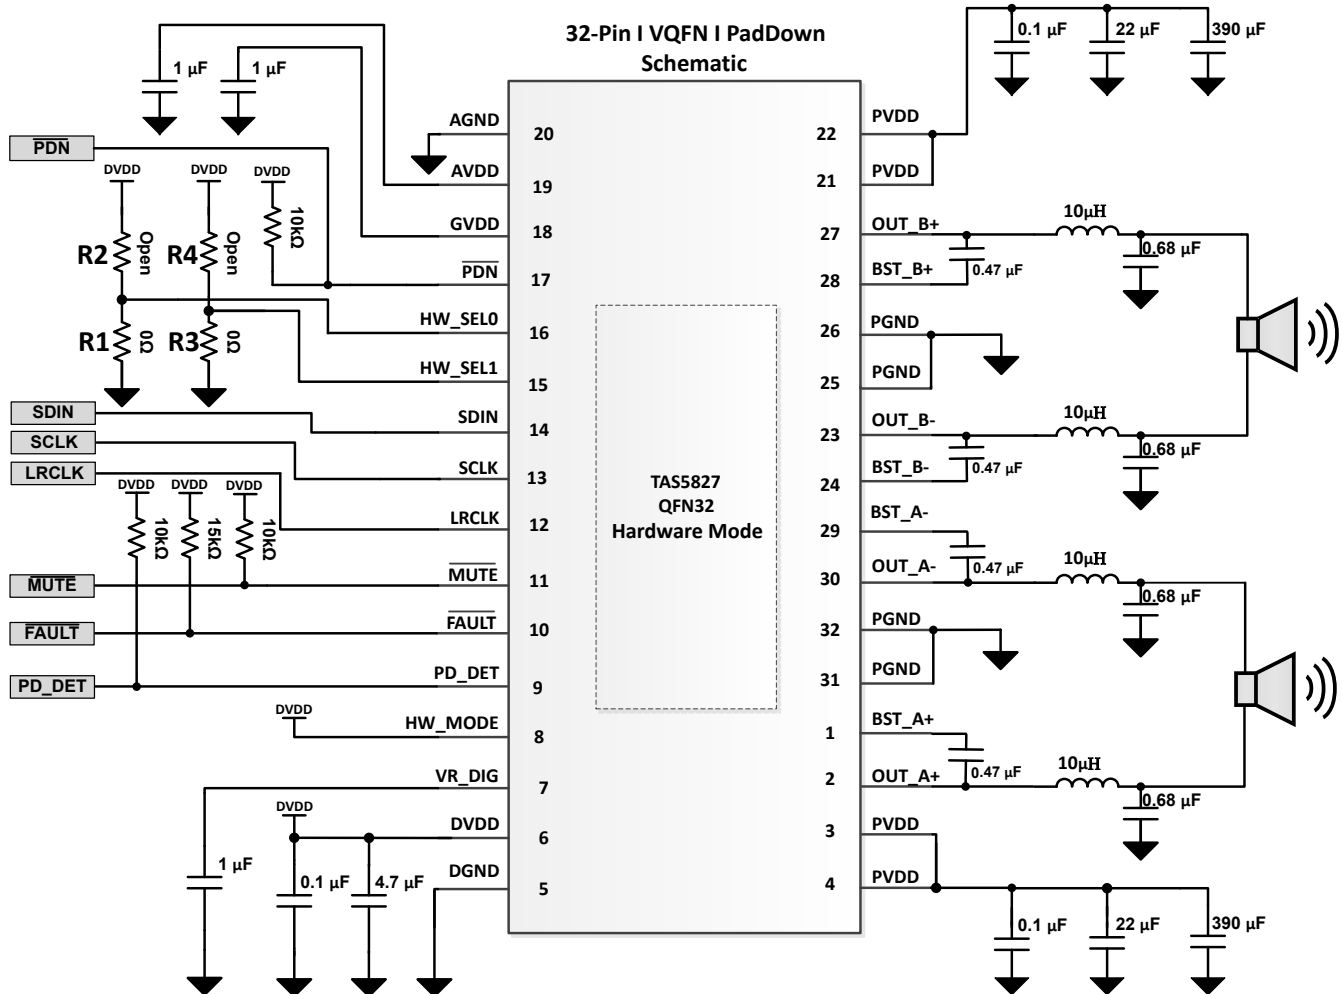 32-Pin I VQFN I PadDown
Schematic
1 µF
1 µF
0.1 µF
22 µF
390 µF
PDN
DVDD
DVDD
DVDD
R2
Open
R4
Open
10kΩ
R1
0Ω
R3
0Ω
SDIN
SCLK
LRCLK
DVDD
DVDD
DVDD
10kΩ
15kΩ
10kΩ
MUTE
FAULT
PD_DET
DVDD
DVDD
1 µF
0.1 µF
4.7 µF
AGND
20
AVDD
19
GVDD
18
PDN
17
HW_SEL0
16
HW_SEL1
15
SDIN
14
SCLK
13
LRCLK
12
MUTE
11
FAULT
10
PD_DET
9
HW_MODE
8
VR_DIG
7
DVDD
6
DGND
5
TAS5827
QFN32
Hardware Mode
22
PVDD
21
PVDD
27
OUT_B+
28
BST_B+
26
PGND
25
PGND
23
OUT_B-
24
BST_B-
29
BST_A-
30
OUT_A-
32
PGND
31
PGND
1
BST_A+
2
OUT_A+
3
PVDD
4
PVDD
10µH
0.47 µF
0.68 µF
10µH
0.47 µF
0.68 µF
0.47 µF
10µH
0.68 µF
0.47 µF
10µH
0.68 µF
0.1 µF
22 µF
390 µF